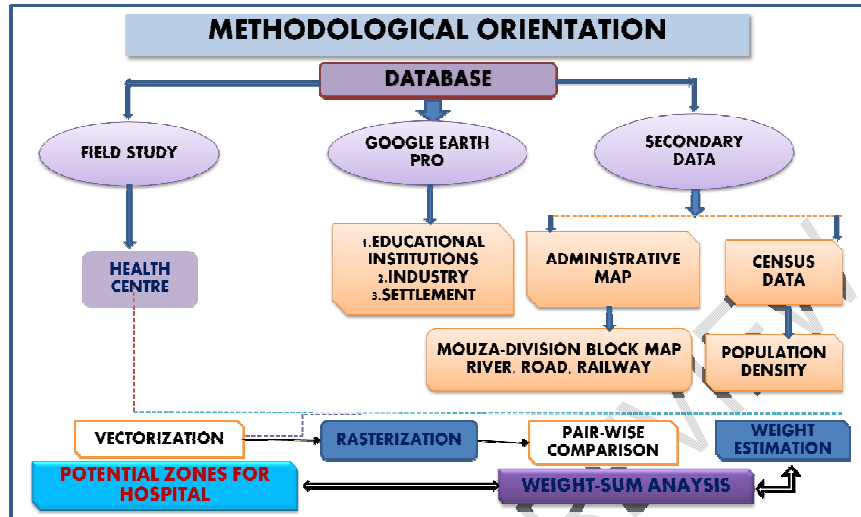 METHODOLOGICAL ORIENTATION
DATABASE
FIELD STUDY
GOOGLE EARTH
PRO
SECONDARY
DATA
HEALTH
CENTRE
1.EDUCATIONAL
INSTITUTIONS
2.INDUSTRY
3.SETTLEMENT
ADMINISTRATIVE
MAP
CENSUS
DATA
MOUZA-DIVISION BLOCK MAP
RIVER, ROAD, RAILWAY
POPULATION
DENSITY
VECTORIZATION
RASTERIZATION
PAIR-WISE
COMPARISON
WEIGHT
ESTIMATION
POTENTIAL ZONES FOR
HOSPITAL
WEIGHT-SUM ANAYSIS